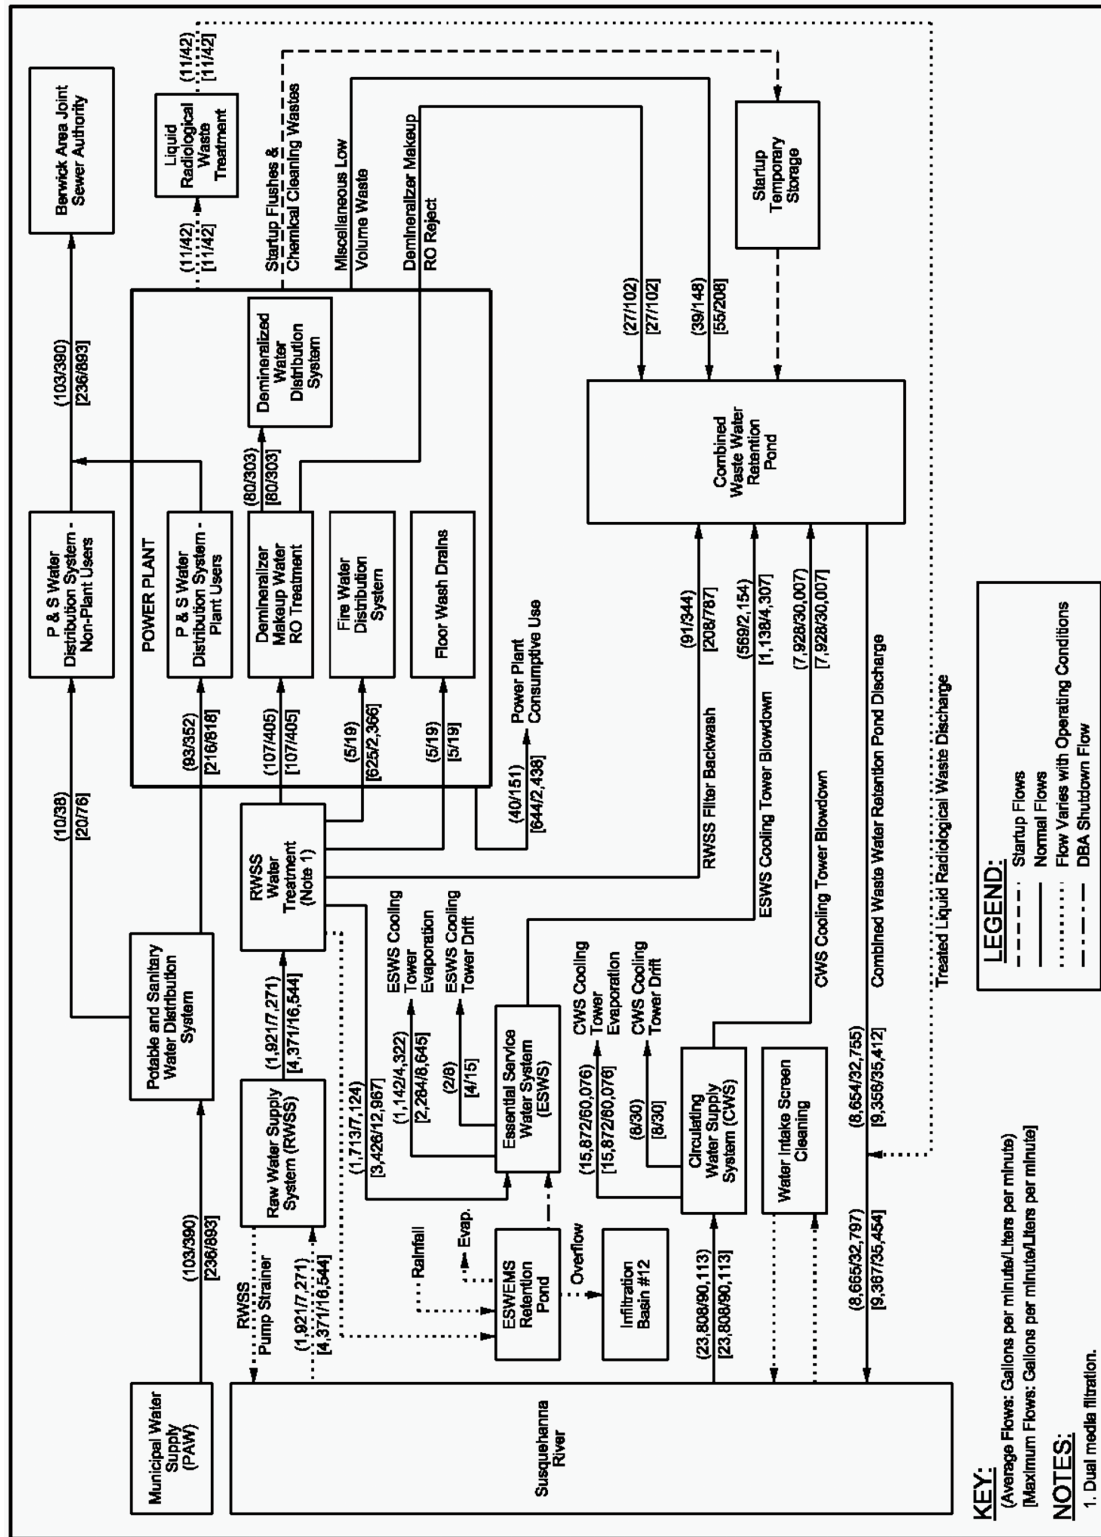 Municipal Water
Supply
(PAW)
(103/390)
[236/893]
Potable and Sanitary
Water Distribution
System
(10/38)
[20/76]
P & S Water
Distribution System -
Non-Plant Users
(103/390)
[236/893]
Berwick Area Joint
Sewer Authority
(93/352)
[216/818]
POWER PLANT
P & S Water
Distribution System -
Plant Users
(11/42)
[11/42]
Liquid
Radiological
Waste
Treatment
(11/42)
[11/42]
RWSS
Pump Strainer
(1,921/7,271)
[4,371/16,544]
Raw Water Supply
System (RWSS)
(1,921/7,271)
[4,371/16,544]
RWSS
Water
Treatment
(Note 1)
(107/405)
[107/405]
Demineralizer
Makeup Water
RO Treatment
(80/303)
[80/303]
Demineralized
Water
Distribution
System
Startup Flushes &
Chemical Cleaning Wastes
(5/19)
[625/2,366]
Fire Water
Distribution
System
Miscellaneous Low
Volume Waste
(5/19)
[5/19]
Floor Wash Drains
Demineralizer Makeup
RO Reject
(40/151)
[644/2,438]
Power Plant
Consumptive Use
Susquehanna
River
(1,713/7,124)
[3,426/12,967]
Rainfall
Evap.
ESWEMS
Retention
Pond
Overflow
Infiltration
Basin #12
ESWS Cooling
Tower
Evaporation
(1,142/4,322)
[2,284/8,645]
ESWS Cooling
Tower Drift
(2/8)
[4/15]
Essential Service
Water System
(ESWS)
CWS Cooling
Tower
Evaporation
(15,872/60,076)
[15,872/60,076]
CWS Cooling
Tower Drift
(8/30)
[8/30]
(23,808/90,113)
[23,808/90,113]
Circulating
Water Supply
System (CWS)
Water Intake Screen
Cleaning
(27/102)
[27/102]
(39/148)
[55/208]
Startup
Temporary
Storage
Combined
Waste Water
Retention
Pond
(91/344)
[208/787]
RWSS Filter Backwash
(569/2,154)
[1,138/4,307]
ESWS Cooling Tower Blowdown
(7,928/30,007)
[7,928/30,007]
CWS Cooling Tower Blowdown
(8,665/32,797)
[9,367/35,454]
(8,654/32,755)
[9,356/35,412]
Combined Waste Water Retention Pond Discharge
Treated Liquid Radiological Waste Discharge
KEY:
(Average Flows: Gallons per minute/Liters per minute)
[Maximum Flows: Gallons per minute/Liters per minute]
NOTES:
1. Dual media filtration.
LEGEND:
Startup Flows
Normal Flows
Flow Varies with Operating Conditions
DBA Shutdown Flow